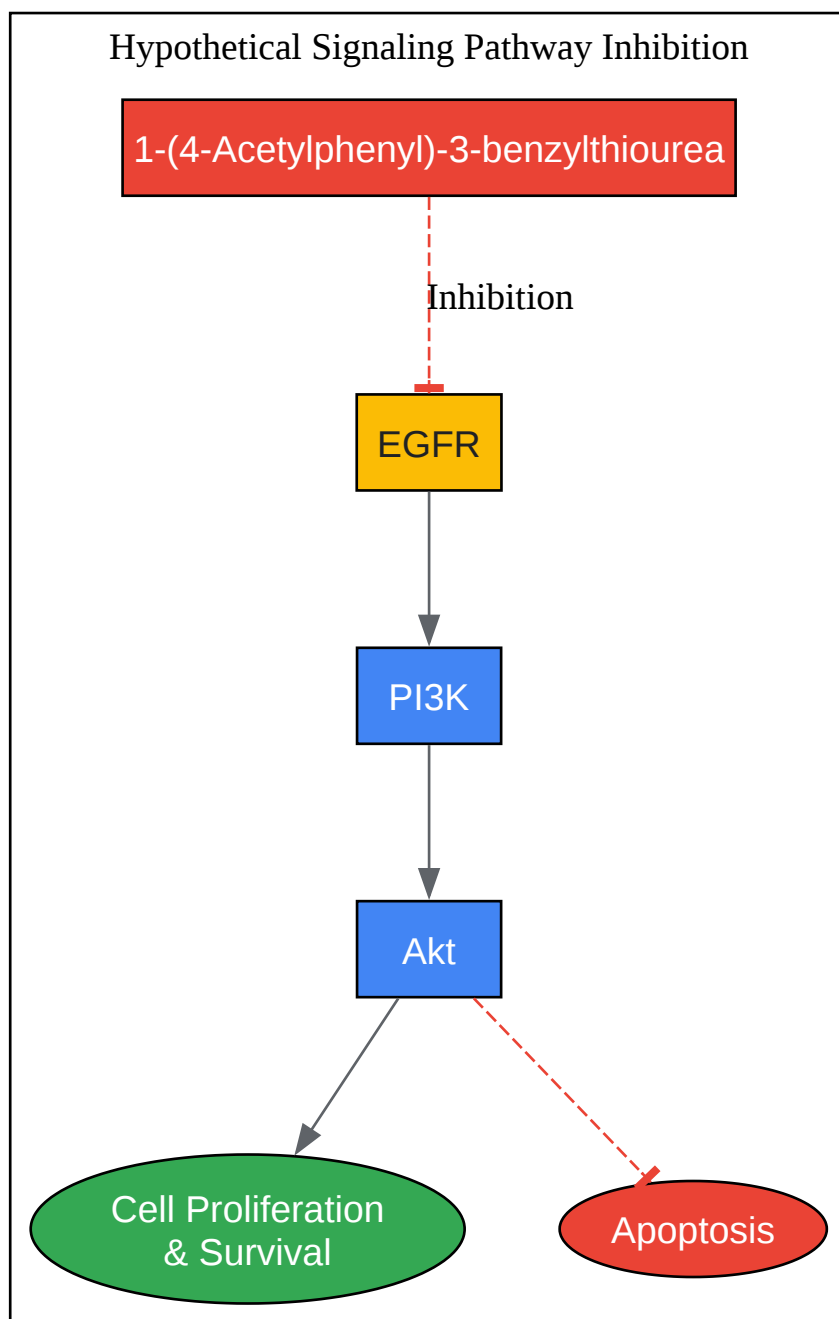 Hypothetical Signaling Pathway Inhibition
1-(4-Acetylphenyl)-3-benzylthiourea
Inhibition
EGFR
PI3K
Akt
Cell Proliferation
& Survival
Apoptosis